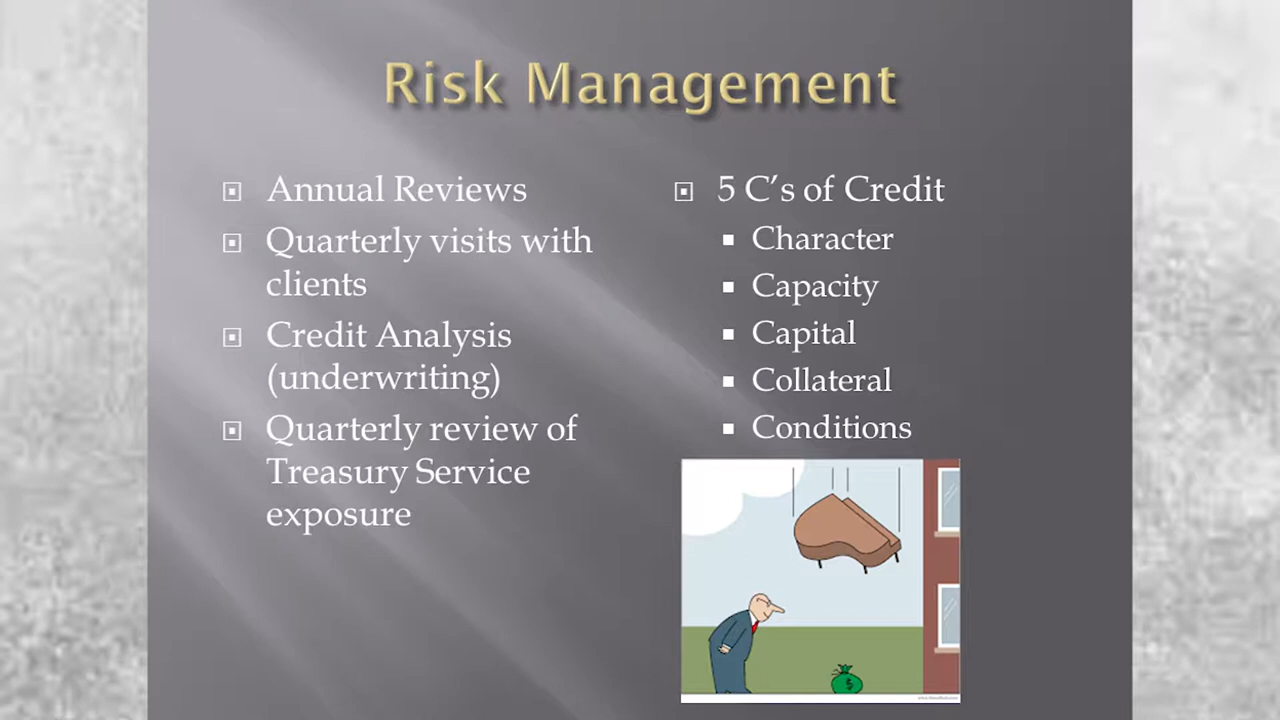 Risk Management
Annual Reviews
Quarterly visits with
clients
Credit Analysis
(underwriting)
Quarterly review of
Treasury Service
exposure
5 C’s of Credit
Character
Capacity
Capital
Collateral
Conditions
$